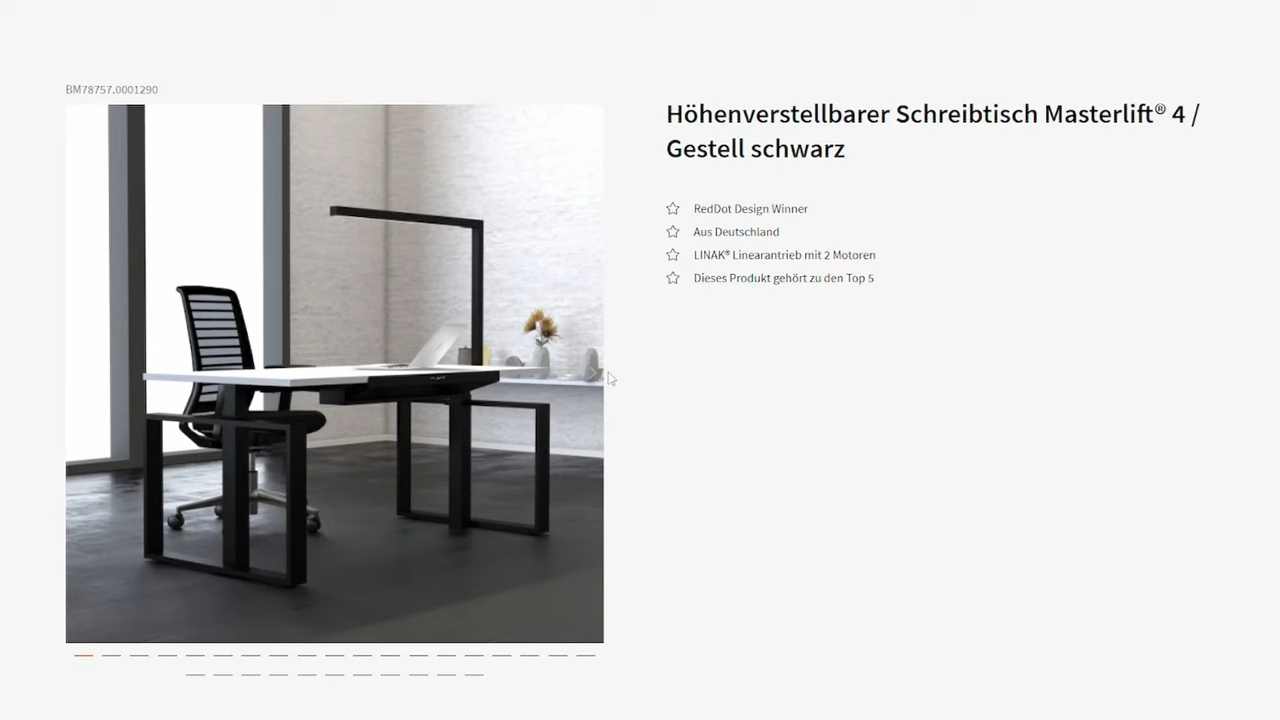 BM78757.0001290
Höhenverstellbarer Schreibtisch Masterlift® 4 /
Gestell schwarz
RedDot Design Winner
Aus Deutschland
LINAK® Linearantrieb mit 2 Motoren
Dieses Produkt gehört zu den Top 5